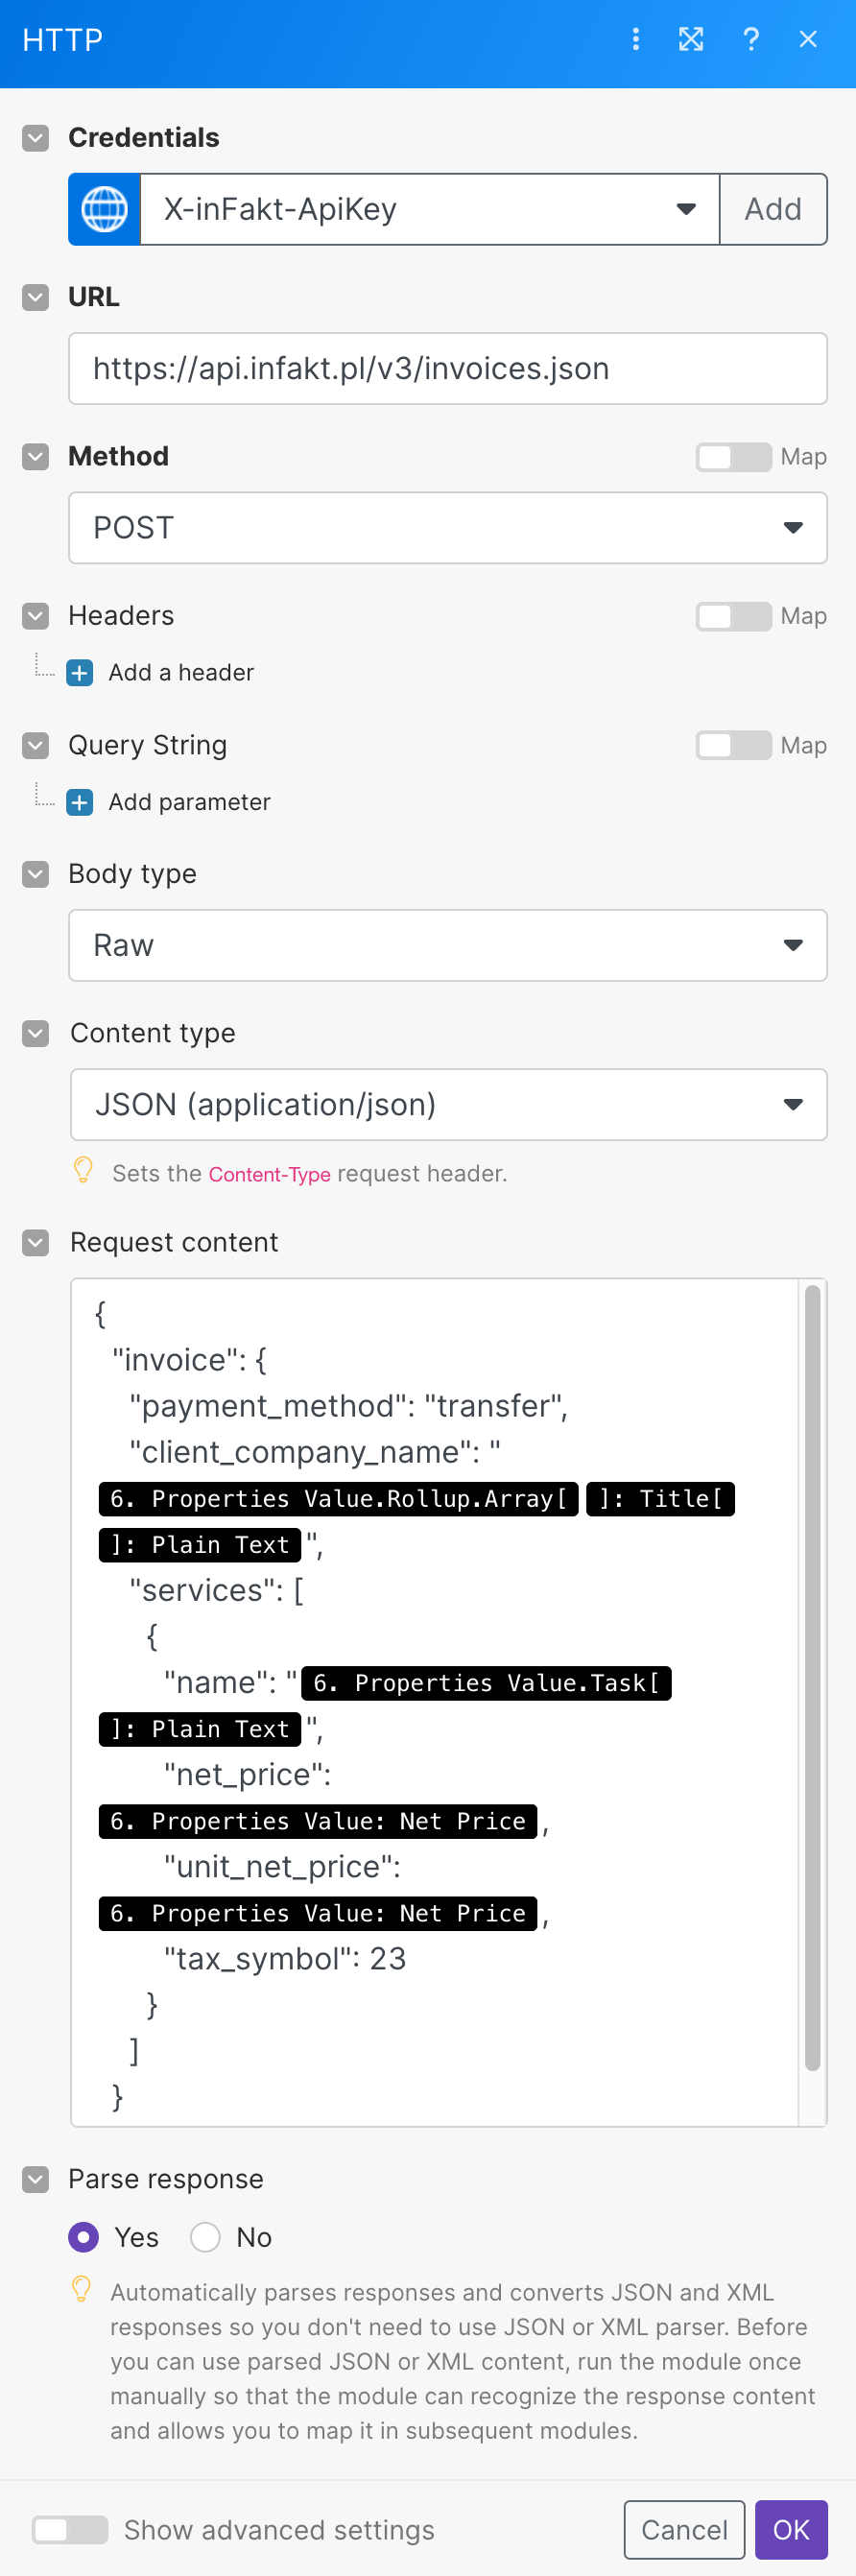 HTTP
Credentials
X-inFakt-ApiKey Add
URL
https://api.infakt.pl/v3/invoices.json
Method Map
POST
Headers Map
Add a header
Query String Map
Add parameter
Body type
Raw
Content type
JSON (application/json)
Sets the Content-Type request header.
Request content
{
"invoice": {
"payment_method": "transfer",
"client_company_name": "
6. Properties Value.Rollup.Array[ ]: Title[
]: Plain Text ",
"services": [
{
"name": " 6. Properties Value.Task[
]: Plain Text ",
"net_price":
6. Properties Value: Net Price ,
"unit_net_price":
6. Properties Value: Net Price ,
"tax_symbol": 23
}
]
}
Parse response
Yes No
Automatically parses responses and converts JSON and XML
responses so you don't need to use JSON or XML parser. Before
you can use parsed JSON or XML content, run the module once
manually so that the module can recognize the response content
and allows you to map it in subsequent modules.
Show advanced settings Cancel OK